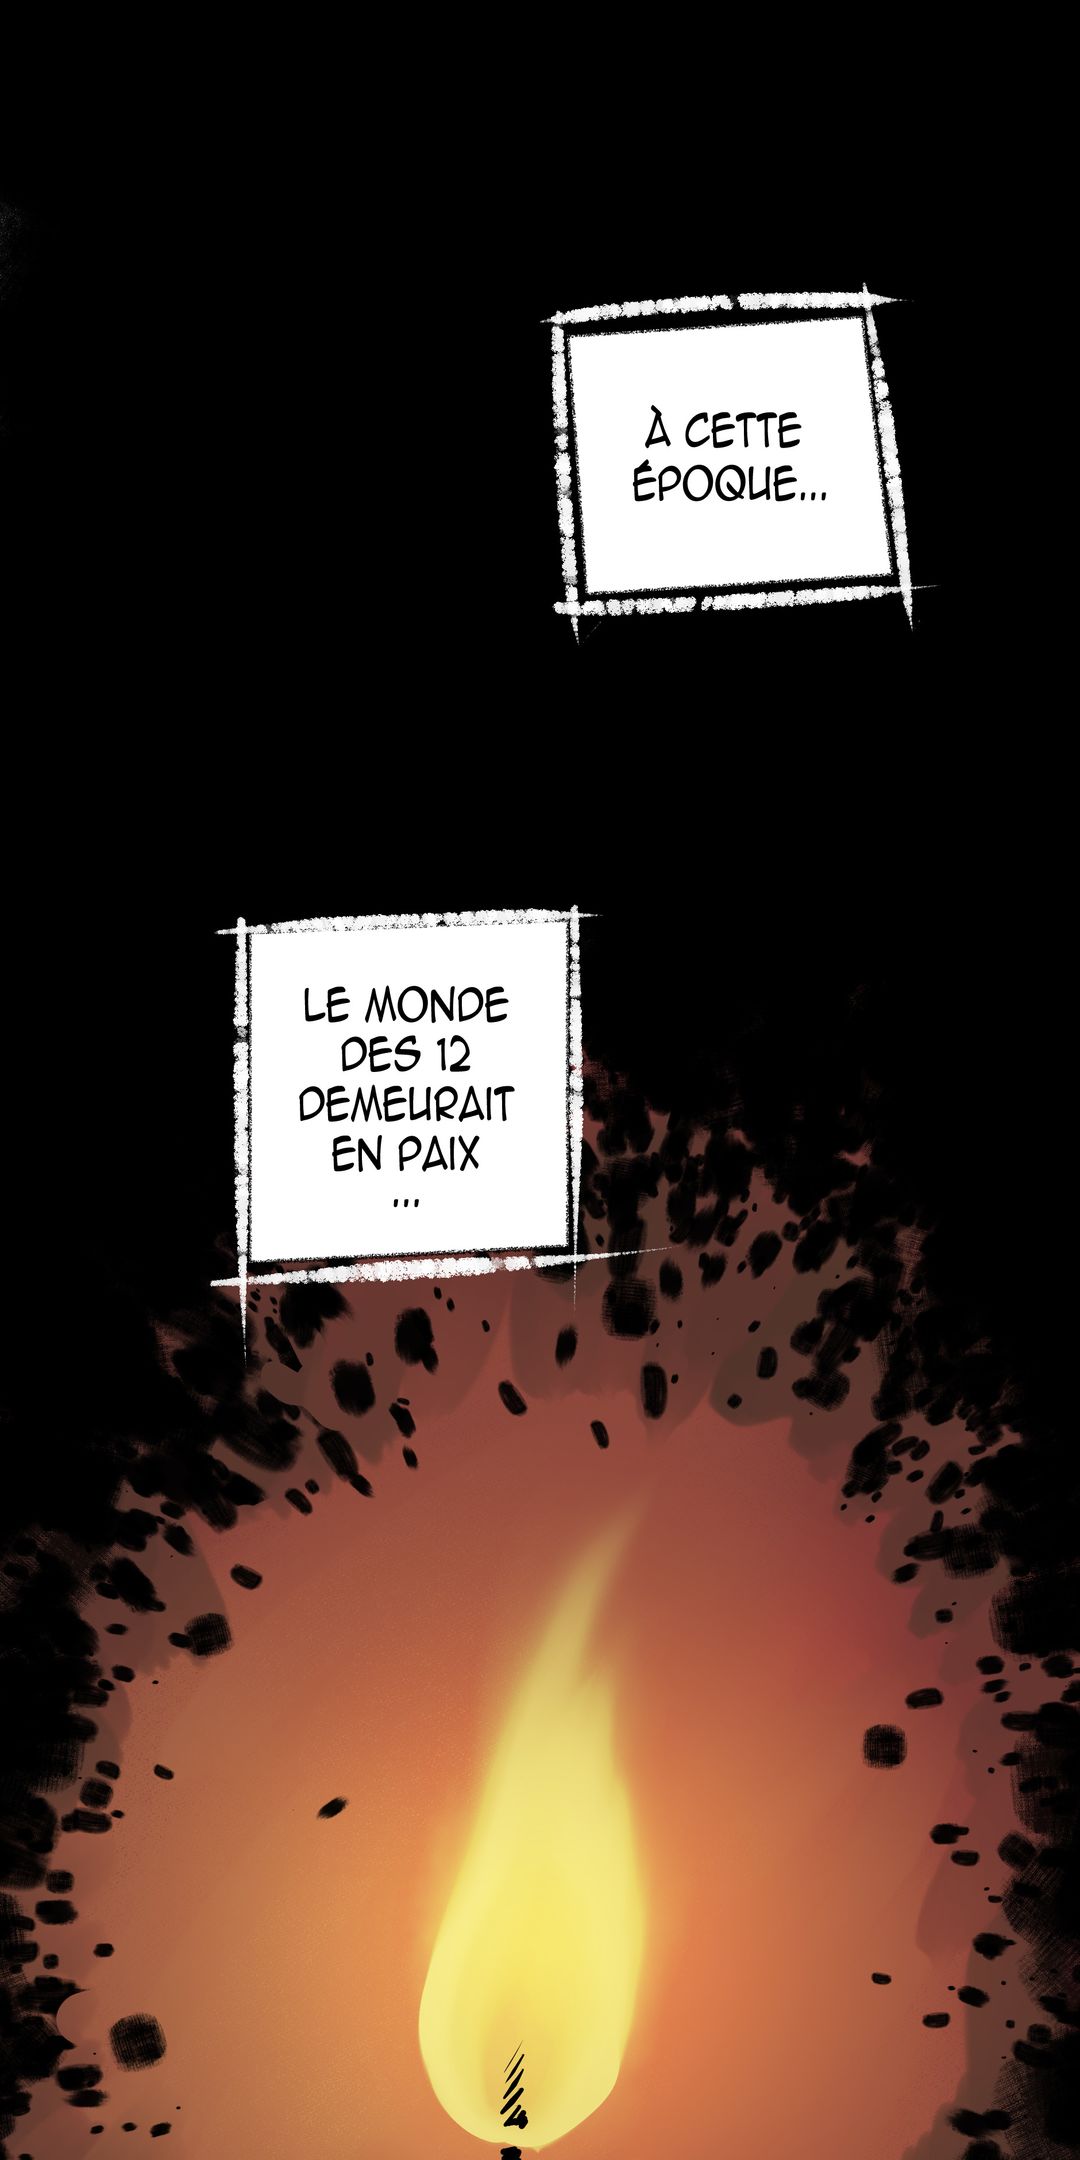 À CETTE
ÉPOQUE...
LE MONDE
DES 12
DEMEURAIT
EN PAIX
...